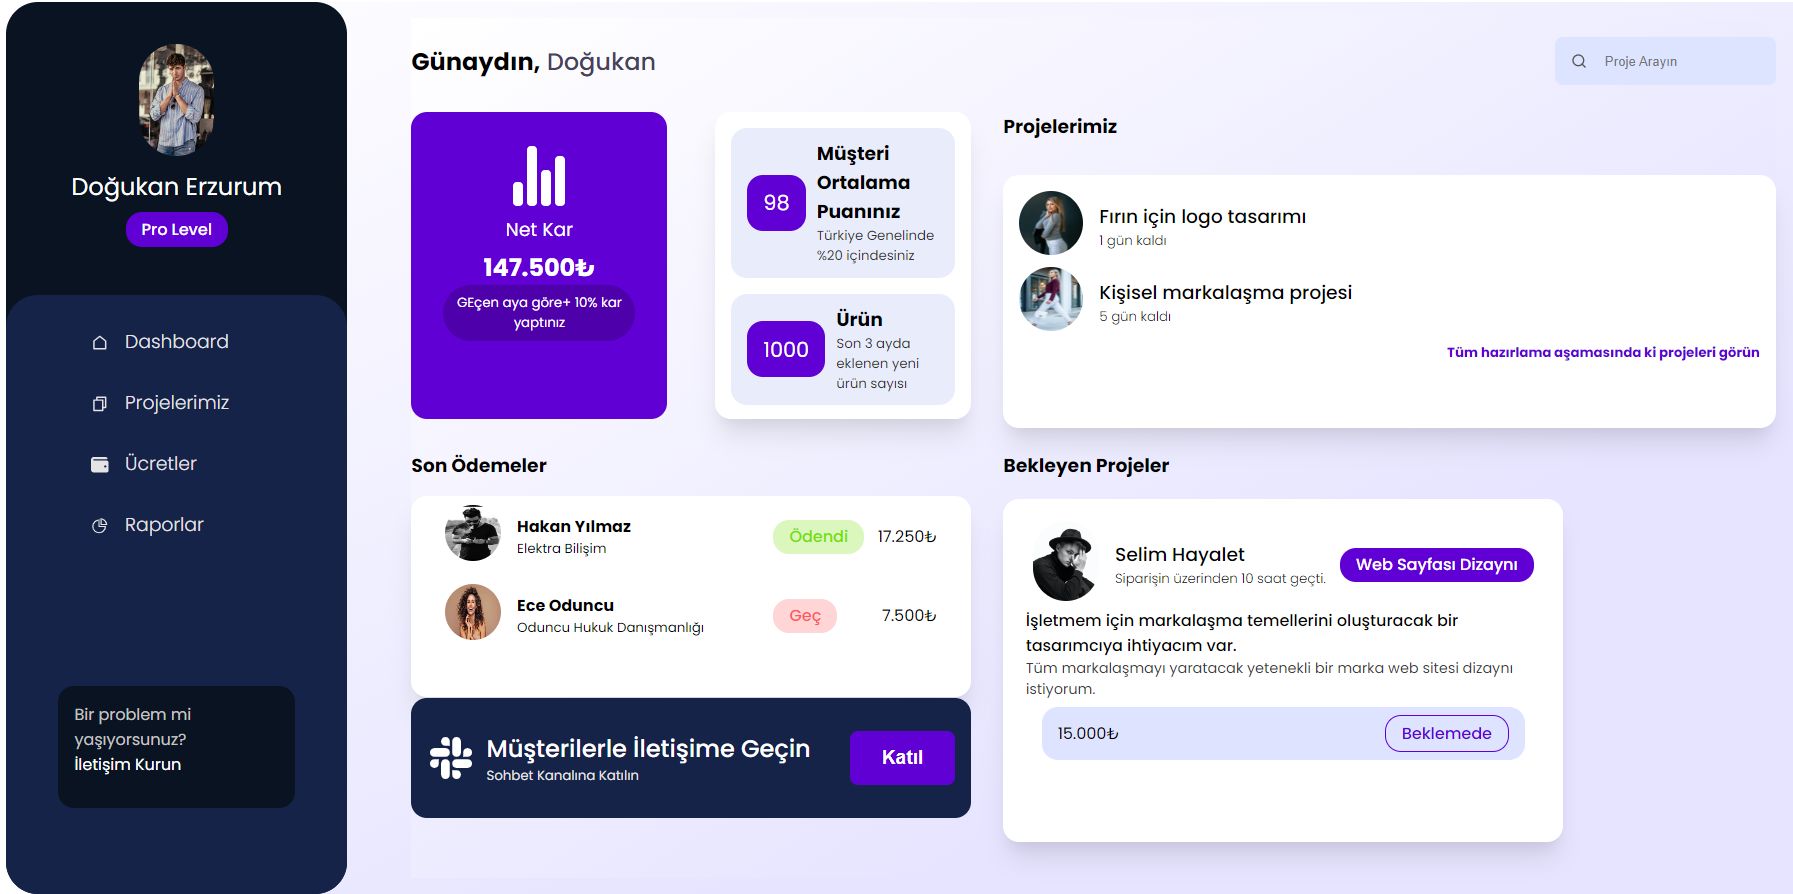 Doğukan Erzurum
Pro Level
Dashboard
Projelerimiz
Ücretler
Raporlar
Bir problem mi
yaşıyorsunuz?
İletişim Kurun
Günaydın, Doğukan
Proje Arayın
Net Kar
147.500₺
GEçen aya göre+ 10% kar
yaptınız
98
Müşteri
Ortalama
Puanınız
Türkiye Genelinde
%20 içindesiniz
1000
Ürün
Son 3 ayda
eklenen yeni
ürün sayısı
Projelerimiz
Fırın için logo tasarımı
1 gün kaldı
Kişisel markalaşma projesi
5 gün kaldı
Tüm hazırlama aşamasında ki projeleri görün
Son Ödemeler
Hakan Yılmaz
Elektra Bilişim
Ödendi
17.250₺
Ece Oduncu
Oduncu Hukuk Danışmanlığı
Geç
7.500₺
Müşterilerle İletişime Geçin
Sohbet Kanalına Katılın
Katıl
Bekleyen Projeler
Selim Hayalet
Siparişin üzerinden 10 saat geçti.
Web Sayfası Dizaynı
İşletmem için markalaşma temellerini oluşturacak bir
tasarımcıya ihtiyacım var.
Tüm markalaşmayı yaratacak yetenekli bir marka web sitesi dizaynı
istiyorum.
15.000₺
Beklemede